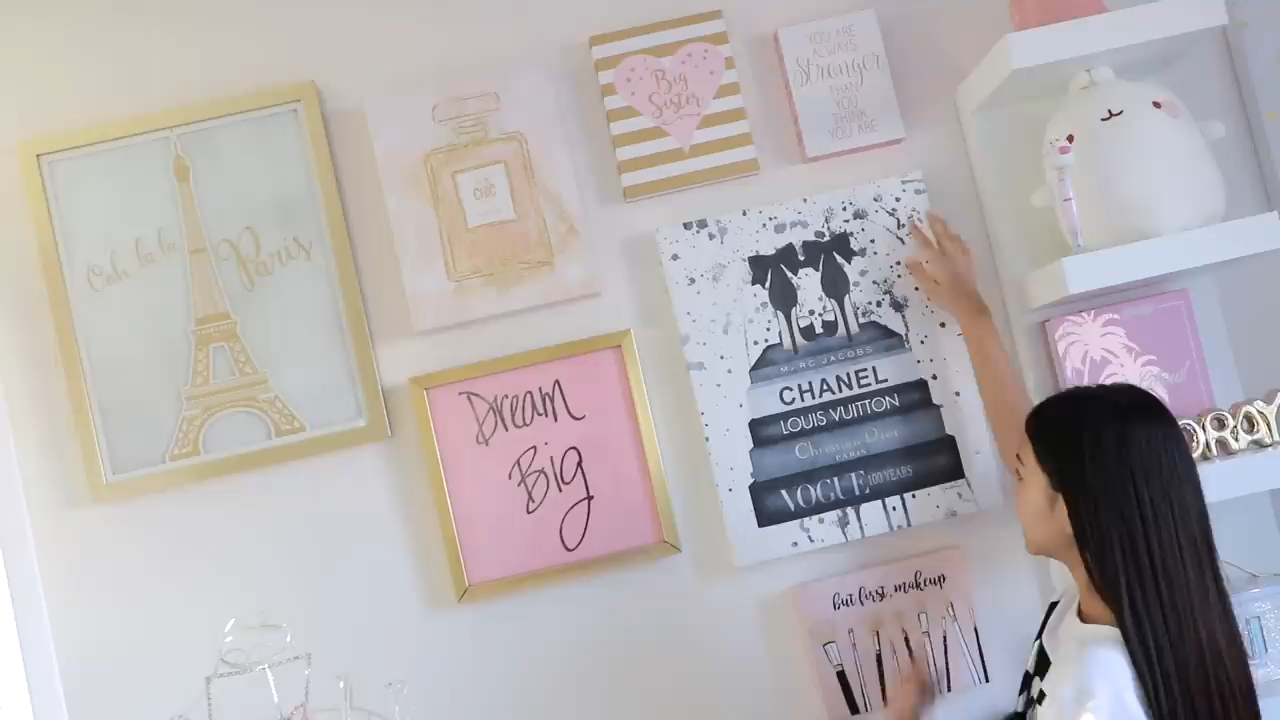 Ooh la la
Paris
CHIC
Big
Sister
YOU ARE
ALWAYS
Stronger
THAN
YOU
THINK
YOU ARE
Dream
Big
MARC JACOBS
CHANEL
LOUIS VUITTON
Christian Dior
PARIS
VOGUE 100 YEARS
but first, makeup